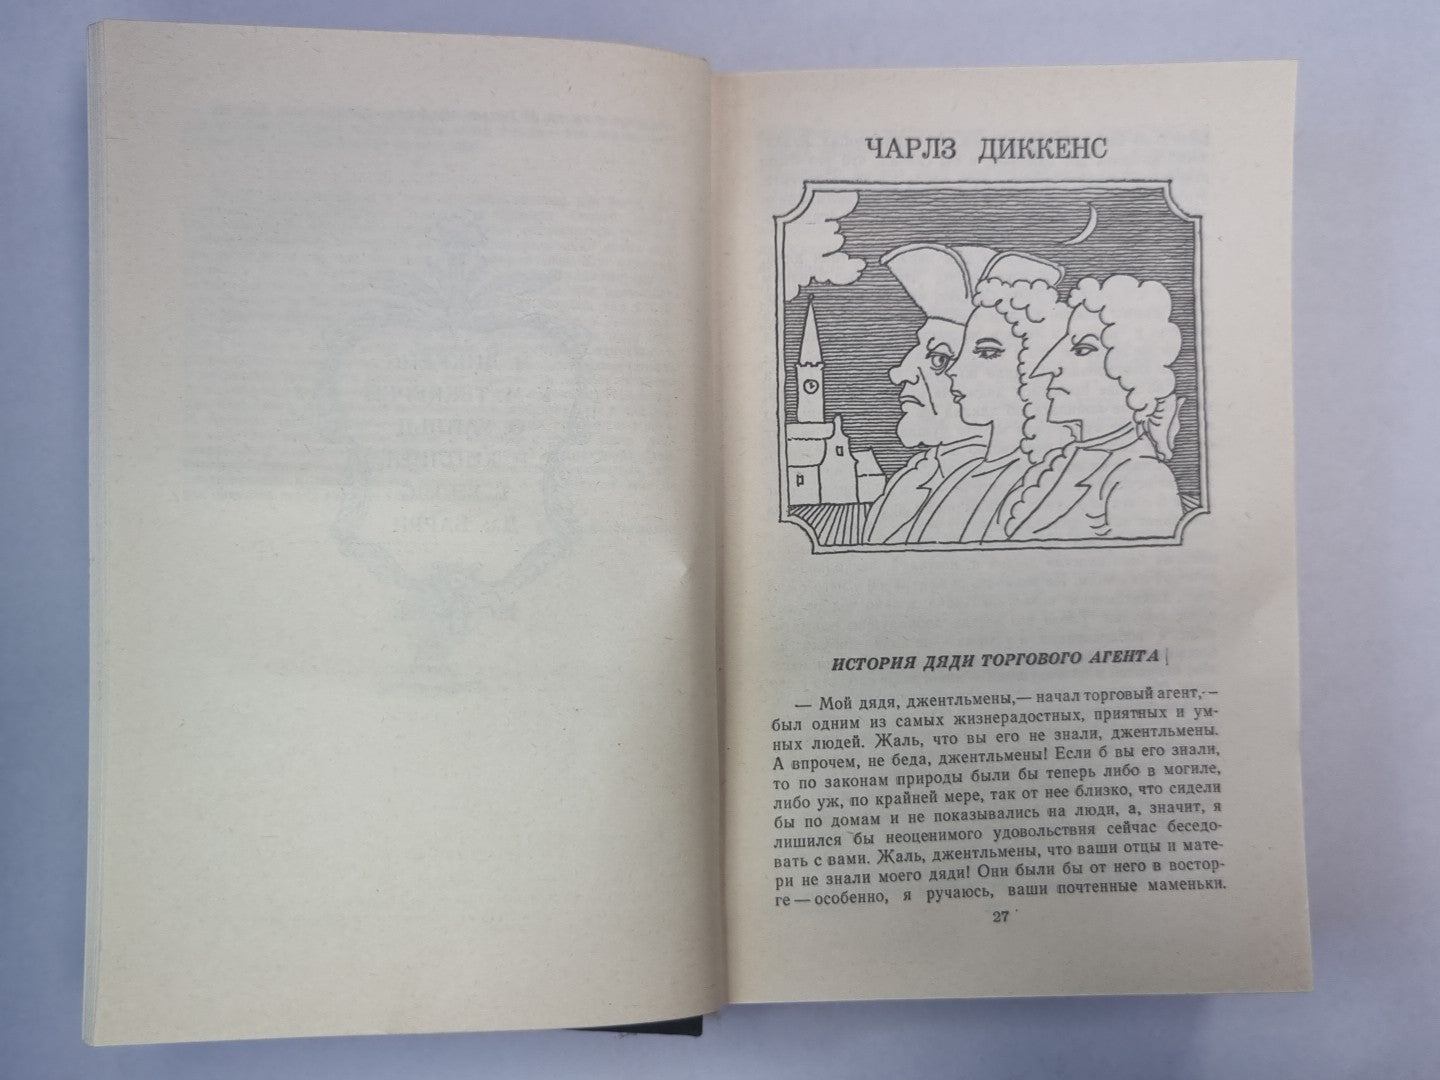 ЧАРЛЗ ДИККЕНС
ИСТОРИЯ ДЯДИ ТОРГОВОГО АГЕНТА
— Мой дядя, джентльмены,— начал торговый агент,—
был одним из самых жизнерадостных, приятных и ум-
ных людей. Жаль, что вы его не знали, джентльмены.
А впрочем, не беда, джентльмены! Если б вы его знали,
то по законам природы были бы теперь либо в могиле,
либо уж, по крайней мере, так от нее близко, что сидели
бы по домам и не показывались на люди, а, значит, я
лишился бы неоценимого удовольствия сейчас беседо-
вать с вами. Жаль, джентльмены, что ваши отцы и мате-
ри не знали моего дяди! Они были бы от него в востор-
ге — особенно, я ручаюсь, ваши почтенные маменьки.
27